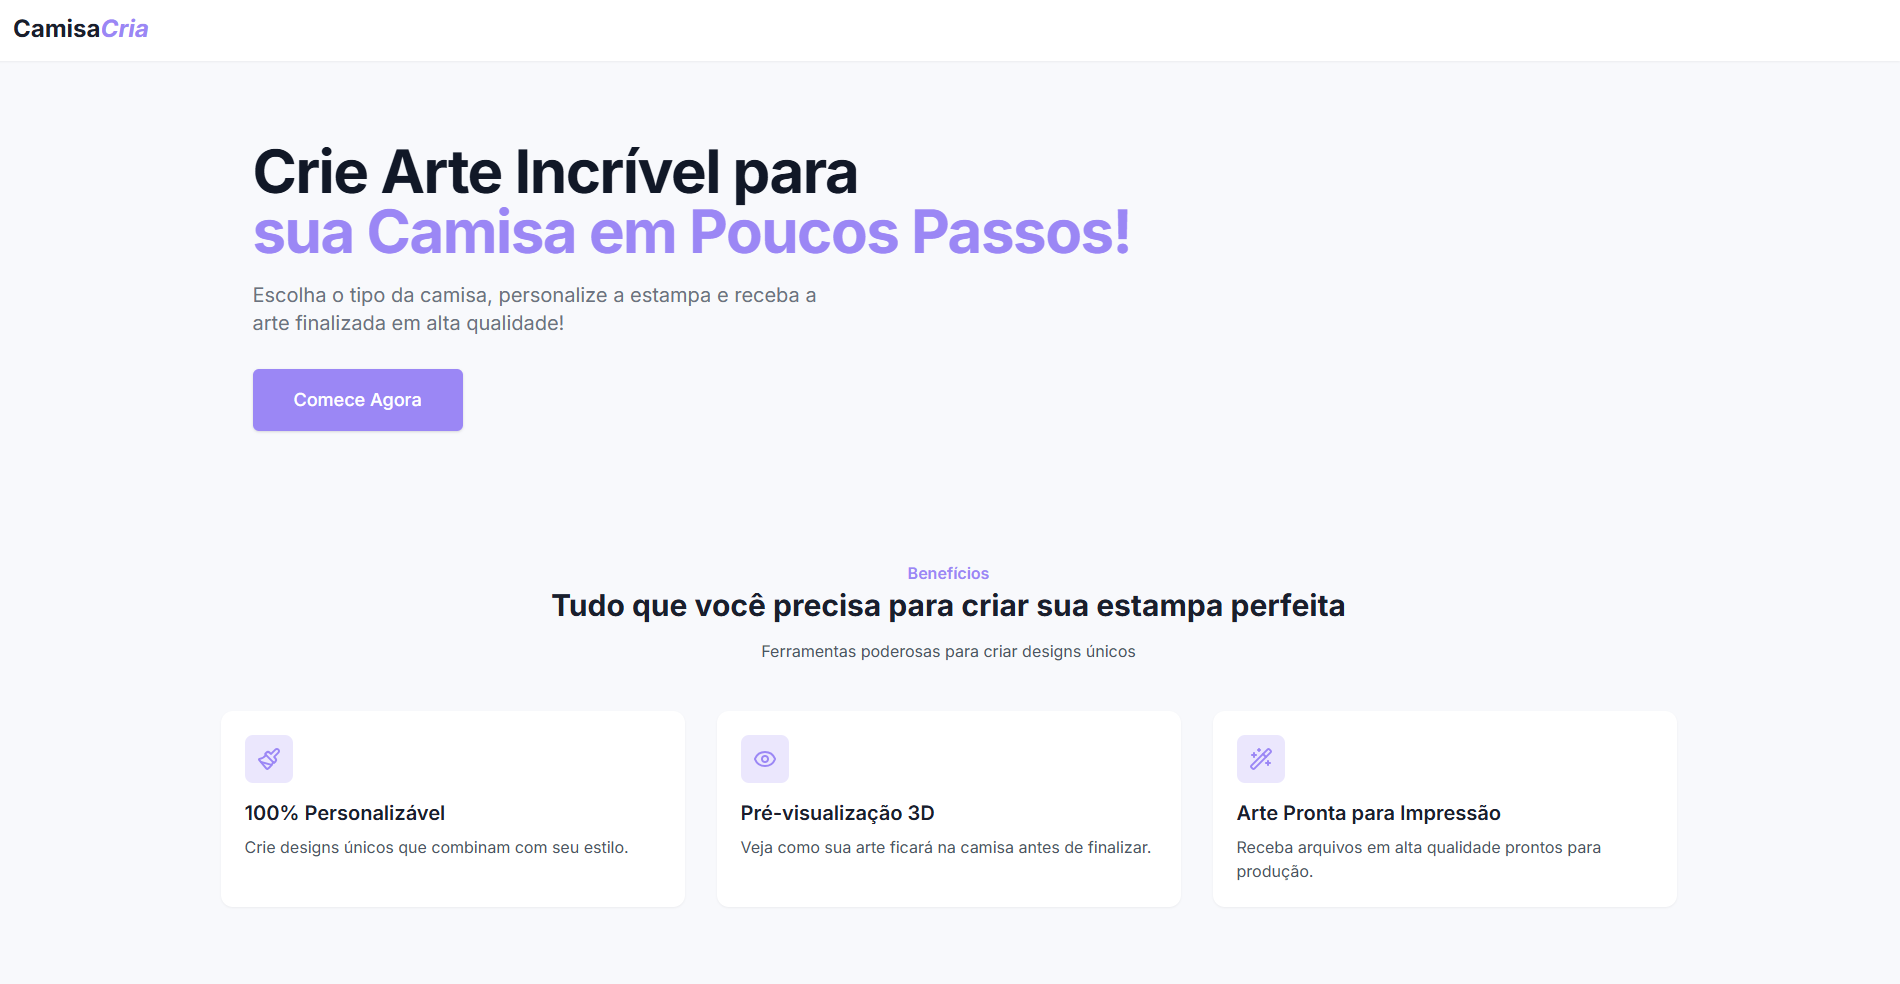 CamisaCria
Crie Arte Incrível para
sua Camisa em Poucos Passos!
Escolha o tipo da camisa, personalize a estampa e receba a
arte finalizada em alta qualidade!
Comece Agora
Benefícios
Tudo que você precisa para criar sua estampa perfeita
Ferramentas poderosas para criar designs únicos
100% Personalizável
Crie designs únicos que combinam com seu estilo.
Pré-visualização 3D
Veja como sua arte ficará na camisa antes de finalizar.
Arte Pronta para Impressão
Receba arquivos em alta qualidade prontos para
produção.